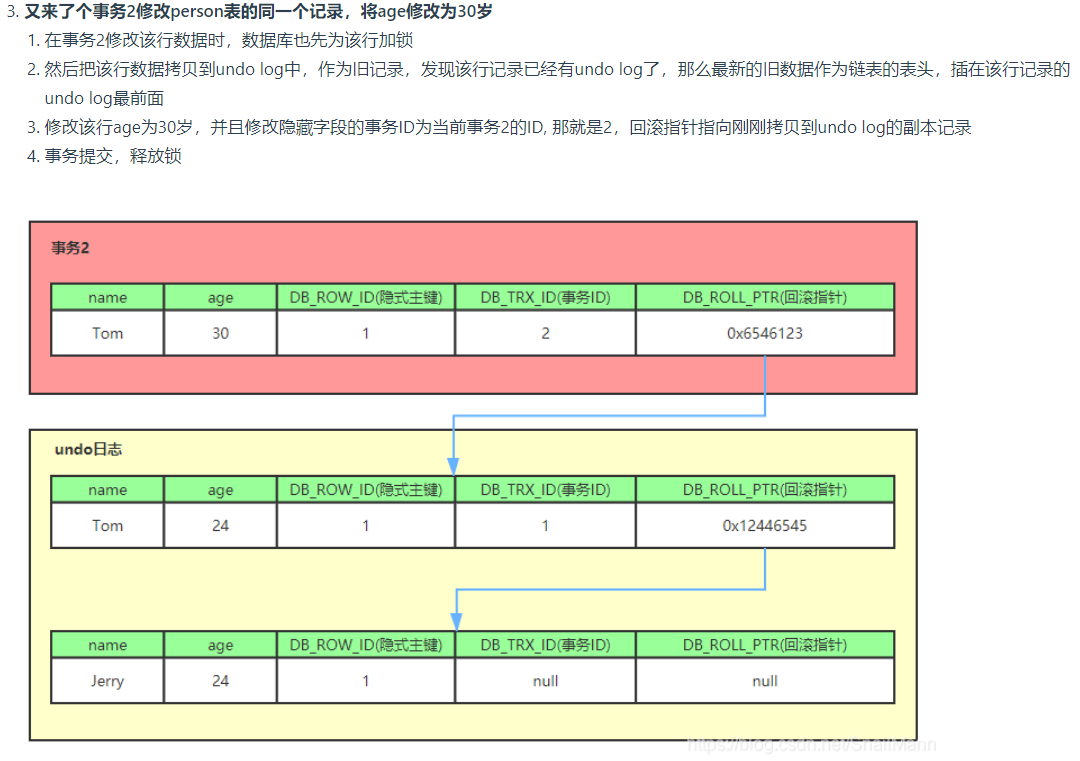 3. 又来了个事务2修改person表的同一个记录，将age修改为30岁
1. 在事务2修改该行数据时，数据库也先为该行加锁
2. 然后把该行数据拷贝到undo log中，作为旧记录，发现该行记录已经有undo log了，那么最新的旧数据作为链表的表头，插在该行记录的
undo log最前面
3. 修改该行age为30岁，并且修改隐藏字段的事务ID为当前事务2的ID, 那就是2，回滚指针指向刚刚拷贝到undo log的副本记录
4. 事务提交，释放锁
事务2
name age DB_ROW_ID(隐式主键) DB_TRX_ID(事务ID) DB_ROLL_PTR(回滚指针)
Tom 30 1 2 0x6546123
undo日志
name age DB_ROW_ID(隐式主键) DB_TRX_ID(事务ID) DB_ROLL_PTR(回滚指针)
Tom 24 1 1 0x12446545
name age DB_ROW_ID(隐式主键) DB_TRX_ID(事务ID) DB_ROLL_PTR(回滚指针)
Jerry 24 1 null null
https://blog.csdn.net/SnailMann